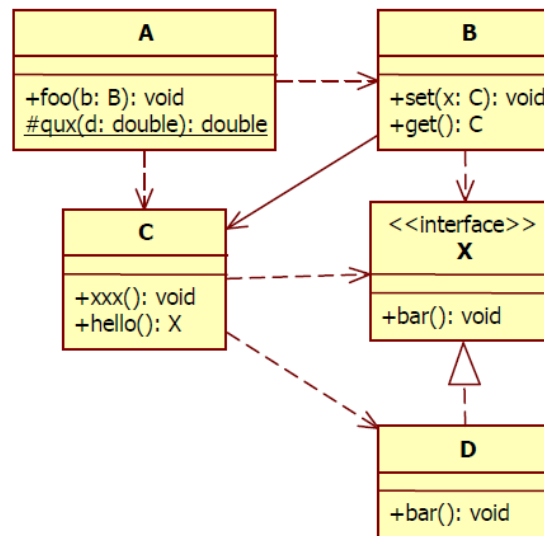 A
+foo(b: B): void
#qux(d: double): double
B
+set(x: C): void
+get(): C
C
+xxx(): void
+hello(): X
<<interface>>
X
+bar(): void
D
+bar(): void